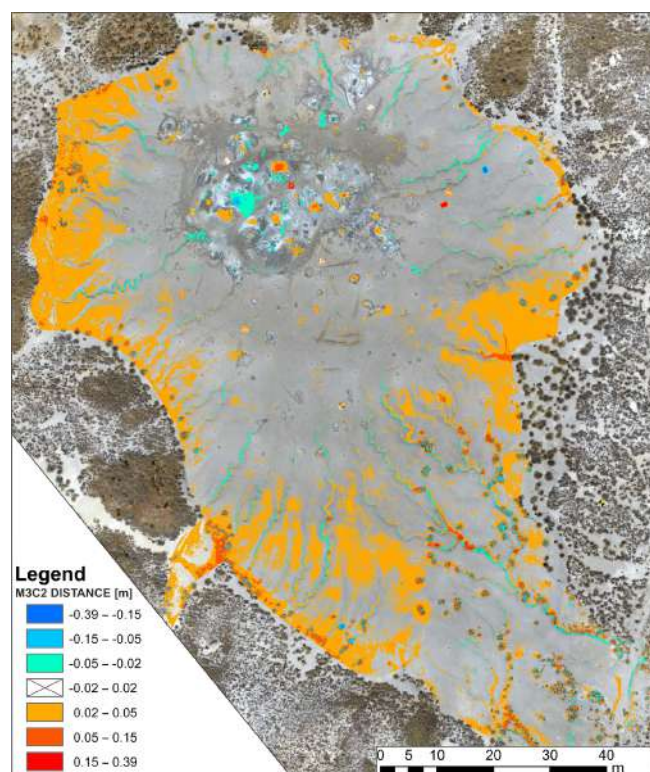 Legend
M3C2 DISTANCE [m]
-0.39 – -0.15
-0.15 – -0.05
-0.05 – -0.02
-0.02 – 0.02
0.02 – 0.05
0.05 – 0.15
0.15 – 0.39
0 5 10 20 30 40
m